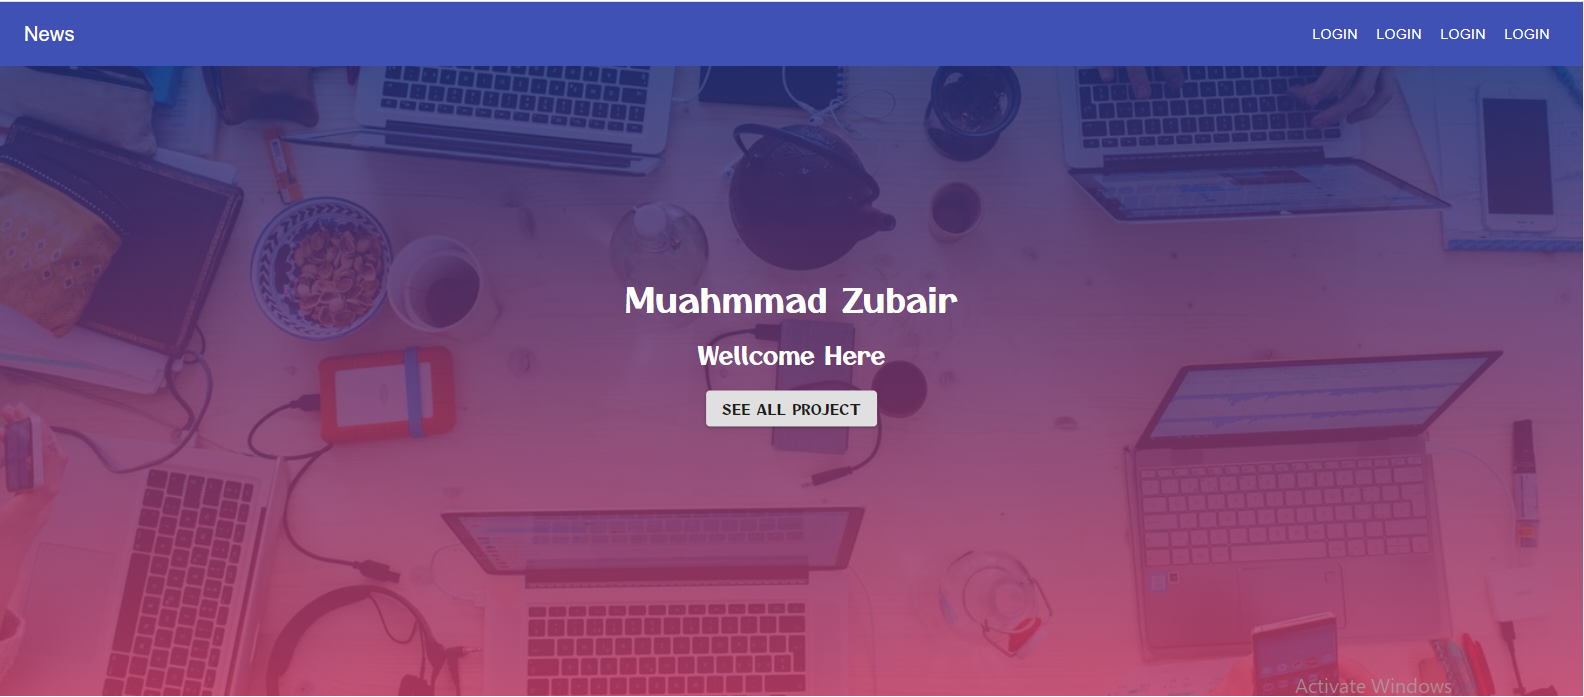 News LOGIN LOGIN LOGIN LOGIN
Muahmmad Zubair
Wellcome Here
SEE ALL PROJECT
Activate Windows